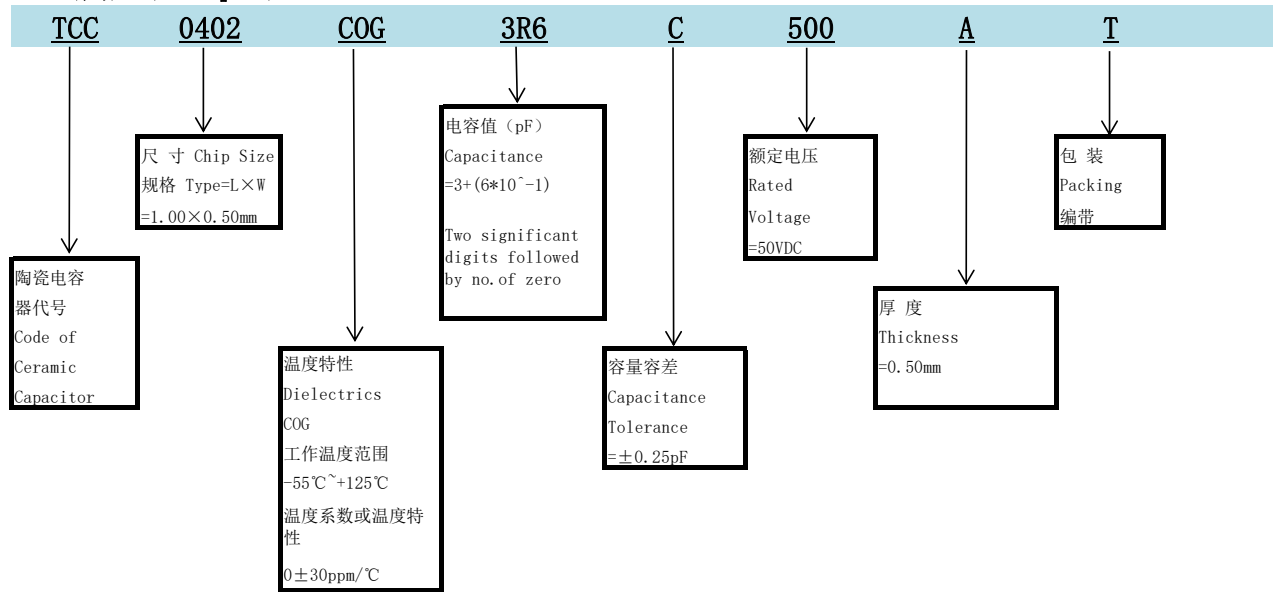 TCC 0402 COG 3R6 C 500 A T
陶瓷电容
器代号
Code of
Ceramic
Capacitor
尺 寸 Chip Size
规格 Type=L×W
=1.00×0.50mm
温度特性
Dielectrics
COG
工作温度范围
-55℃~+125℃
温度系数或温度特
性
0±30ppm/℃
电容值（pF）
Capacitance
=3+(6*10^-1)
Two significant
digits followed
by no.of zero
容量容差
Capacitance
Tolerance
=±0.25pF
额定电压
Rated
Voltage
=50VDC
厚 度
Thickness
=0.50mm
包 装
Packing
编带